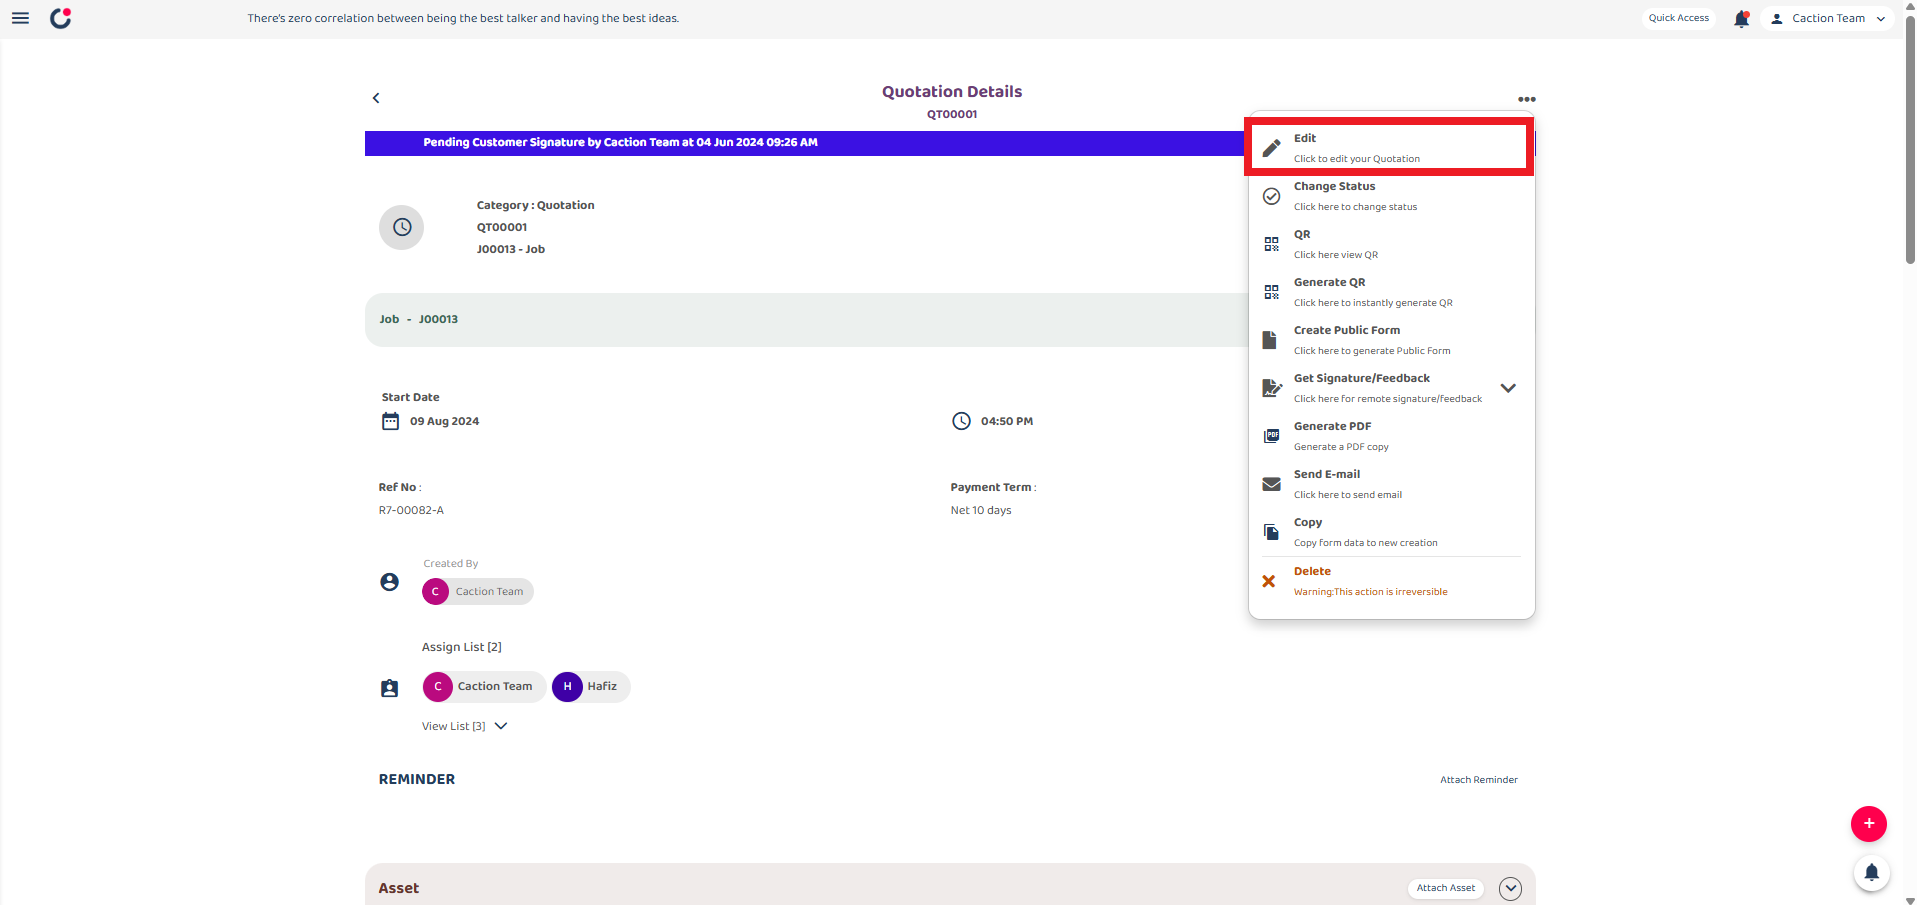 There's zero correlation between being the best talker and having the best ideas.
Quick Access
Caction Team
Quotation Details
QT00001
Pending Customer Signature by Caction Team at 04 Jun 2024 09:26 AM
Category : Quotation
QT00001
J00013 - Job
Job - J00013
Start Date
09 Aug 2024
04:50 PM
Ref No :
R7-00082-A
Payment Term :
Net 10 days
Created By
C Caction Team
Assign List [2]
C Caction Team H Hafiz
View List [3]
REMINDER
Attach Reminder
Asset
Attach Asset
Edit
Click to edit your Quotation
Change Status
Click here to change status
QR
Click here view QR
Generate QR
Click here to instantly generate QR
Create Public Form
Click here to generate Public Form
Get Signature/Feedback
Click here for remote signature/feedback
PDF
Generate PDF
Generate a PDF copy
Send E-mail
Click here to send email
Copy
Copy form data to new creation
Delete
Warning:This action is irreversible